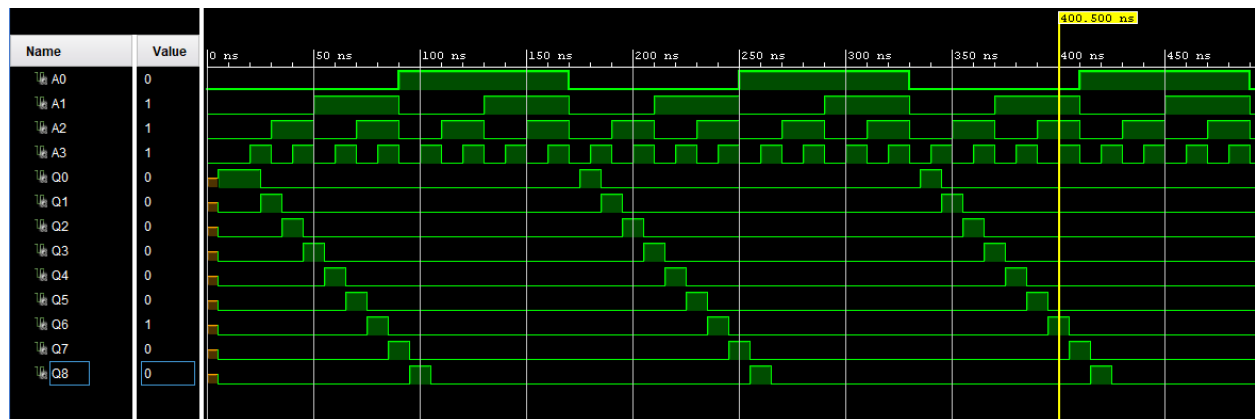 400.500 ns
Name Value
0 ns 50 ns 100 ns 150 ns 200 ns 250 ns 300 ns 350 ns 400 ns 450 ns
A0 0
A1 1
A2 1
A3 1
Q0 0
Q1 0
Q2 0
Q3 0
Q4 0
Q5 0
Q6 1
Q7 0
Q8 0